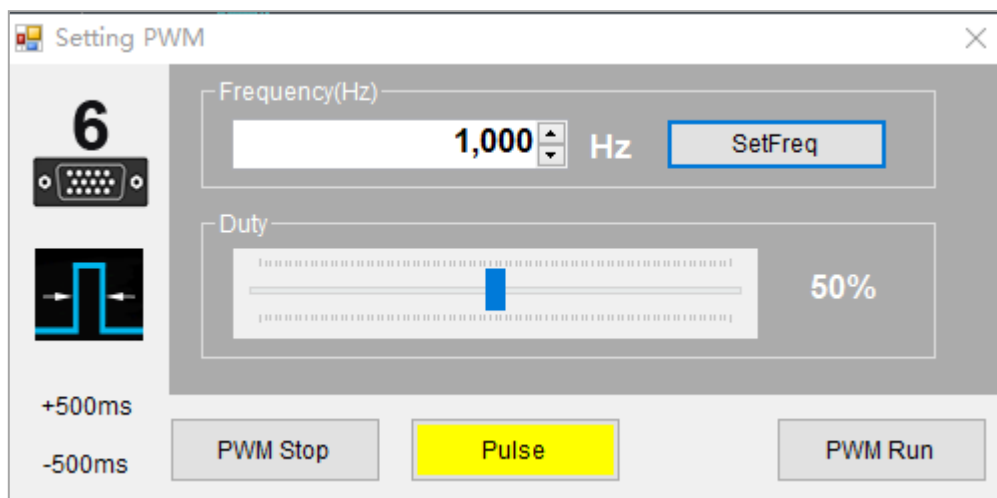 Setting PWM
6
Frequency(Hz)
1,000
Hz
SetFreq
Duty
50%
+500ms
-500ms
PWM Stop
Pulse
PWM Run